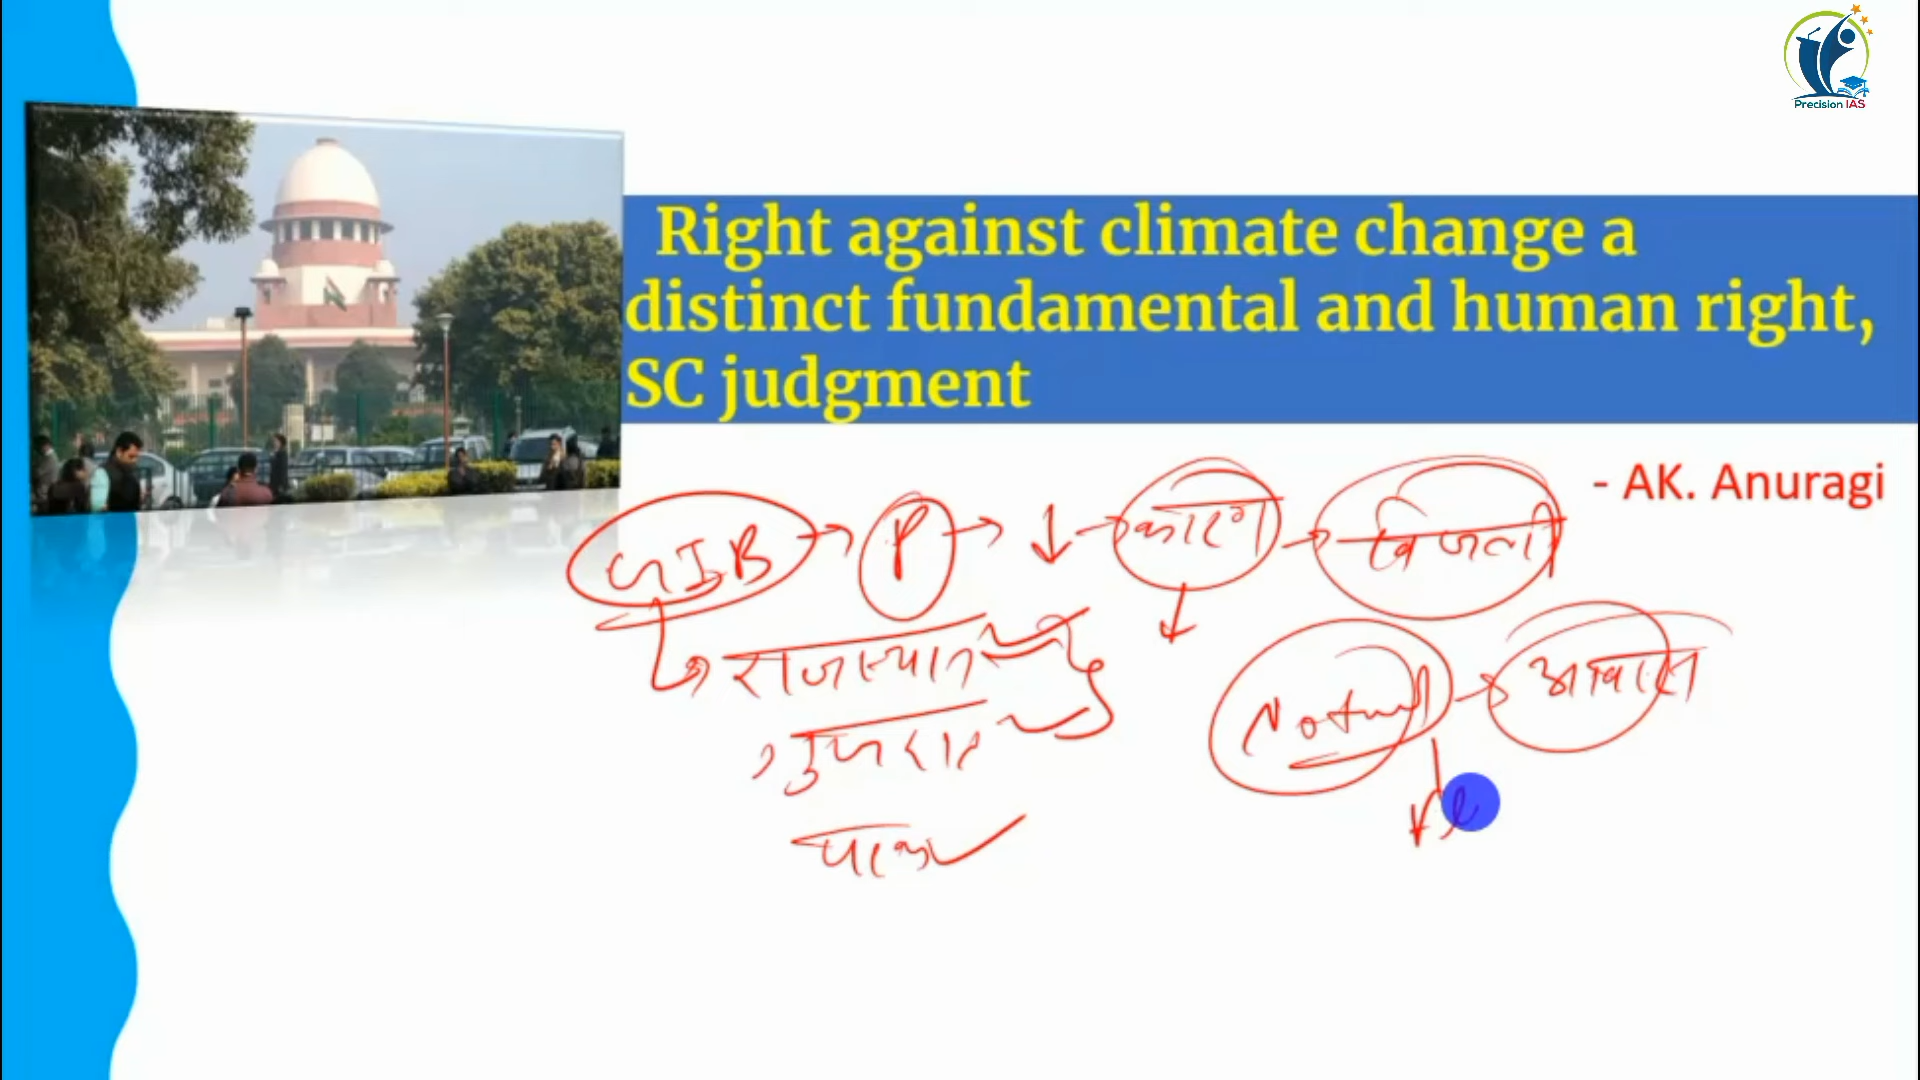 Precision IAS
Right against climate change a
distinct fundamental and human right,
SC judgment
- AK. Anuragi
GIB P कारण बिजली
राजस्थान
Natural आवास
गुजरात